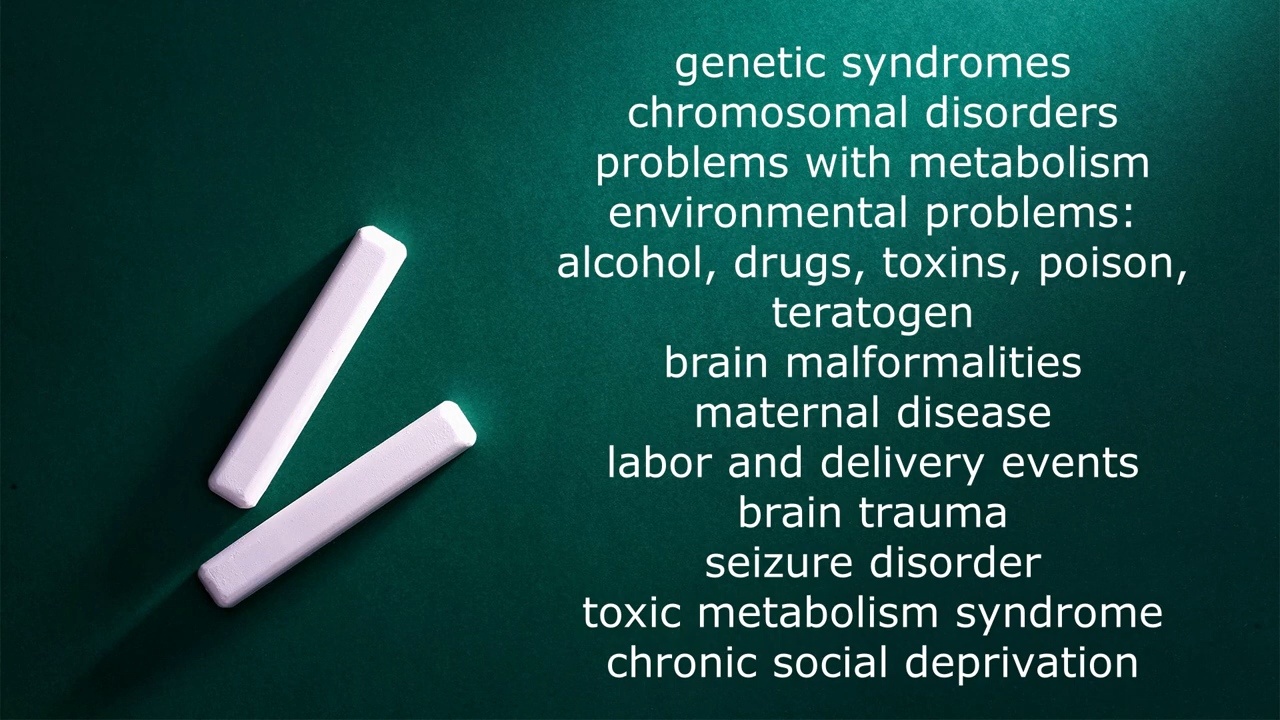 genetic syndromes
chromosomal disorders
problems with metabolism
environmental problems:
alcohol, drugs, toxins, poison,
teratogen
brain malformalities
maternal disease
labor and delivery events
brain trauma
seizure disorder
toxic metabolism syndrome
chronic social deprivation